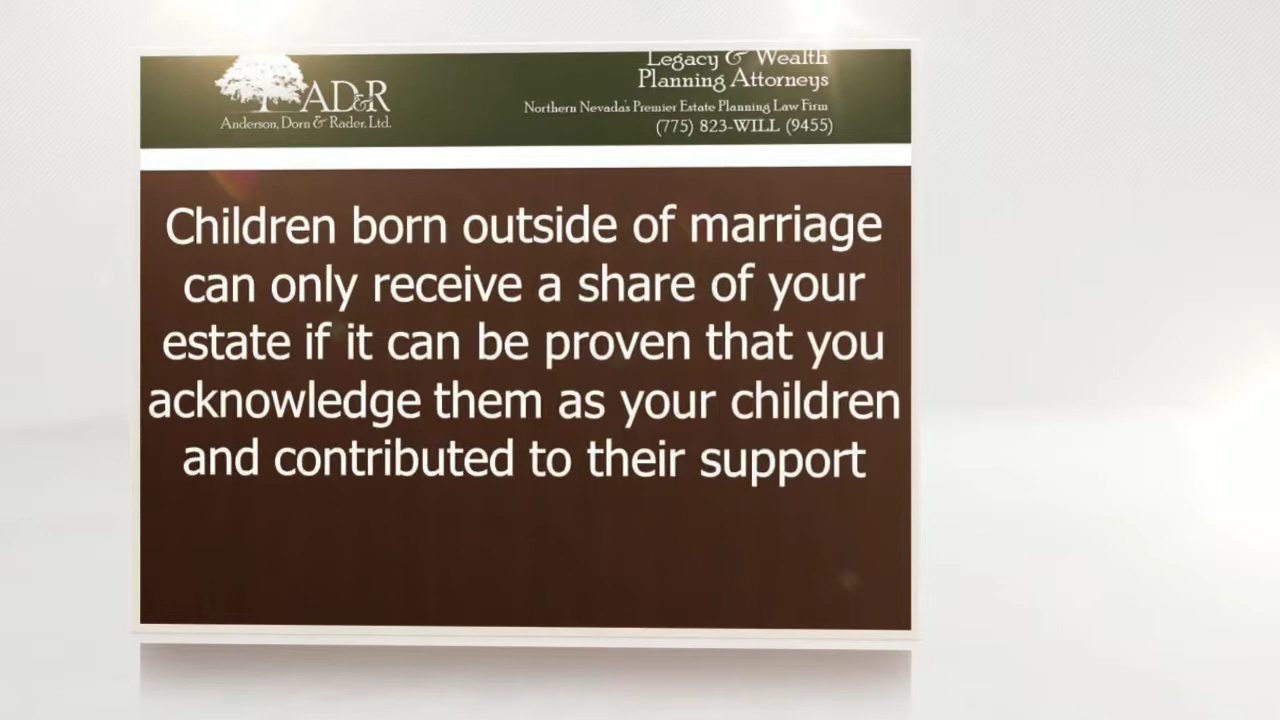 AD&R
Anderson, Dorn & Rader, Ltd.
Legacy & Wealth
Planning Attorneys
Northern Nevada's Premier Estate Planning Law Firm
(775) 823-WILL (9455)
Children born outside of marriage
can only receive a share of your
estate if it can be proven that you
acknowledge them as your children
and contributed to their support